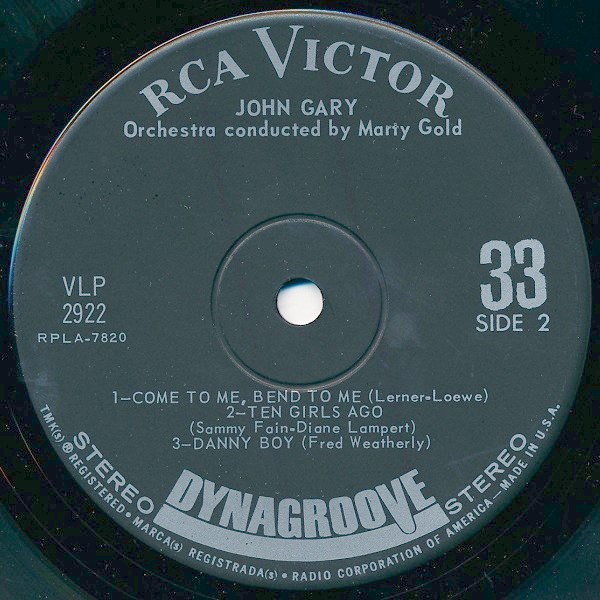 RCA VICTOR
JOHN GARY
Orchestra conducted by Marty Gold
VLP
2922
RPLA-7820
33
SIDE 2
1—COME TO ME, BEND TO ME (Lerner-Loewe)
2—TEN GIRLS AGO
(Sammy Fain-Diane Lampert)
3—DANNY BOY (Fred Weatherly)
STEREO
DYNAGROOVE
STEREO
TMK(s) ® REGISTERED • MARCA(s) REGISTRADA(s) • RADIO CORPORATION OF AMERICA—MADE IN U.S.A.